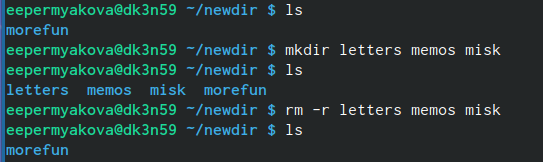 eepermyakova@dk3n59 ~/newdir $ ls
morefun
eepermyakova@dk3n59 ~/newdir $ mkdir letters memos misk
eepermyakova@dk3n59 ~/newdir $ ls
letters  memos  misk  morefun
eepermyakova@dk3n59 ~/newdir $ rm -r letters memos misk
eepermyakova@dk3n59 ~/newdir $ ls
morefun